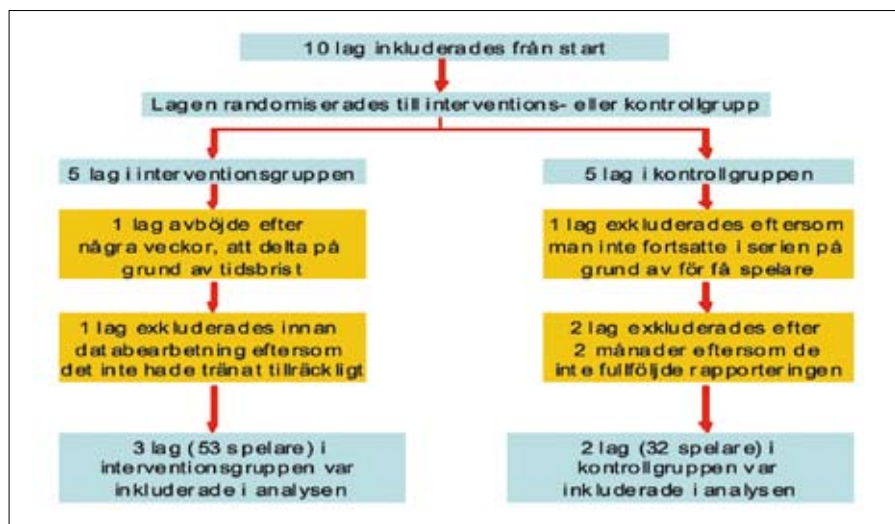 10 lag inkluderades från start
Lagen randomiserades till interventions- eller kontrollgrupp
5 lag i interventionsgruppen
1 lag avböjde efter
några veckor, att delta på
grund av tidsbrist
1 lag exkluderades innan
databearbetning eftersom
det inte hade tränat tillräckligt
3 lag (53 spelare) i
interventionsgruppen var
inkluderade i analysen
5 lag i kontrollgruppen
1 lag exkluderades eftersom
man inte fortsatte i serien på
grund av för få spelare
2 lag exkluderades efter
2 månader eftersom de
inte fullföljde rapporteringen
2 lag (32 spelare) i
kontrollgruppen var
inkluderade i analysen